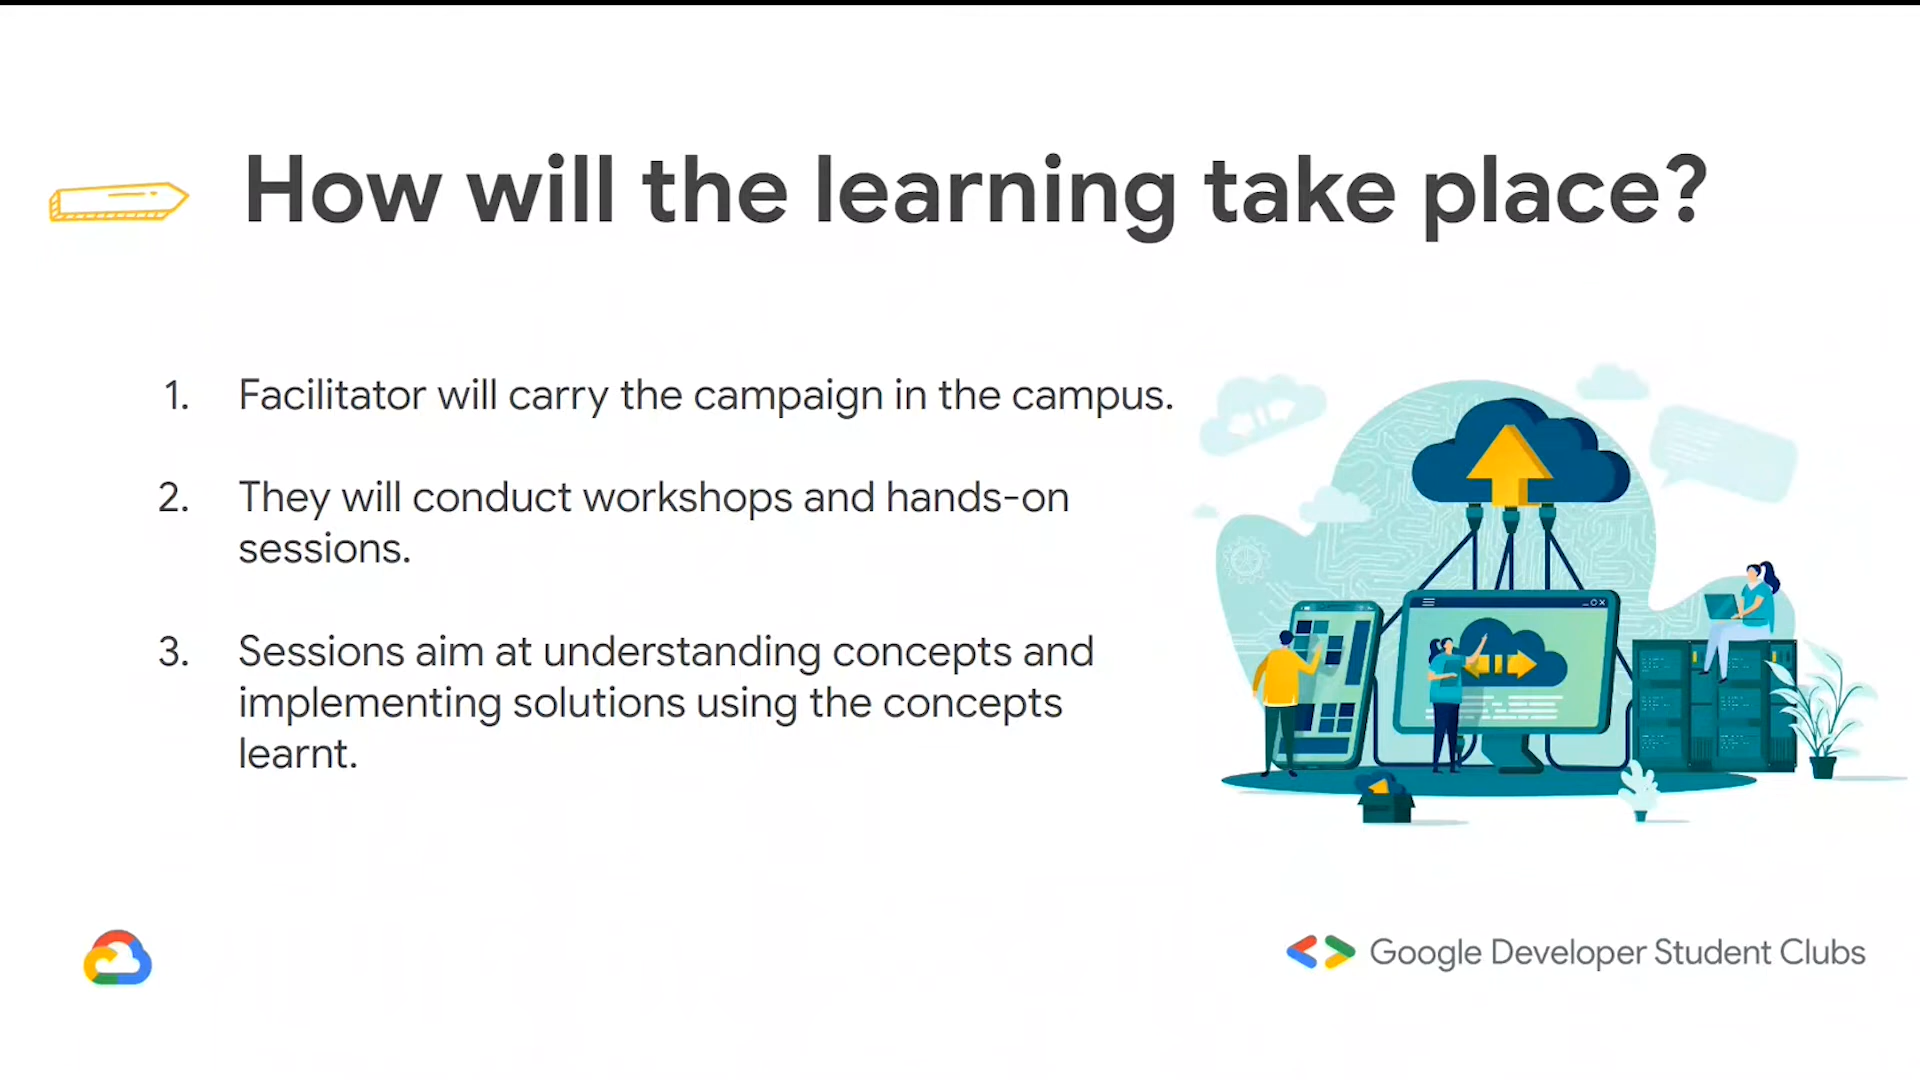 How will the learning take place?
1. Facilitator will carry the campaign in the campus.
2. They will conduct workshops and hands-on
sessions.
3. Sessions aim at understanding concepts and
implementing solutions using the concepts
learnt.
Google Developer Student Clubs